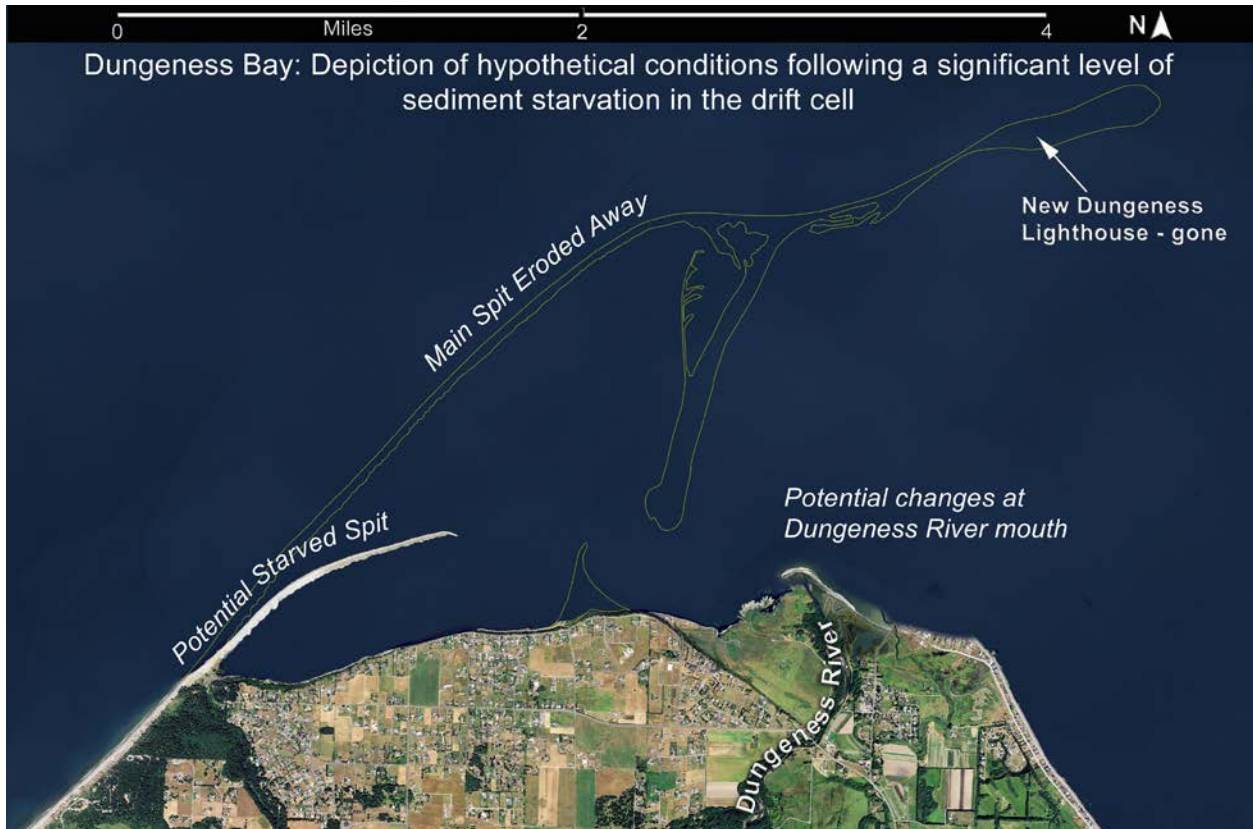 0 Miles 2 4 N
Dungeness Bay: Depiction of hypothetical conditions following a significant level of
sediment starvation in the drift cell
New Dungeness
Lighthouse - gone
Main Spit Eroded Away
Potential changes at
Dungeness River mouth
Potential Starved Spit
Dungeness River